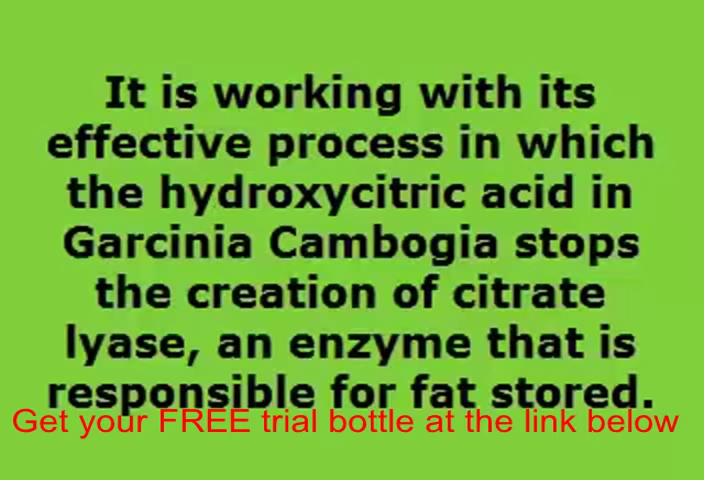 It is working with its
effective process in which
the hydroxycitric acid in
Garcinia Cambogia stops
the creation of citrate
lyase, an enzyme that is
responsible for fat stored.
Get your FREE trial bottle at the link below